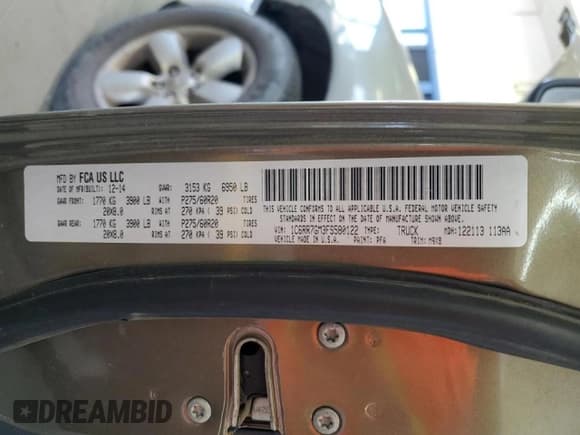 MFD BY FCA US LLC
DATE OF MFR(BUILT): 12-14 GVWR: 3153 KG 6950 LB
GAWR FRONT: 1770 KG 3900 LB WITH P275/60R20 TIRES
20X8.0 RIMS AT 270 KPA ( 39 PSI COLD)
GAWR REAR: 1770 KG 3900 LB WITH P275/60R20 TIRES
20X8.0 RIMS AT 270 KPA ( 39 PSI COLD)
THIS VEHICLE CONFORMS TO ALL APPLICABLE U.S.A. FEDERAL MOTOR VEHICLE SAFETY
STANDARDS IN EFFECT ON THE DATE OF MANUFACTURE SHOWN ABOVE.
VIN: 1C6RR7GM3FS580122 TYPE: TRUCK MDH: 122113 113AA
VEHICLE MADE IN U.S.A. PAINT: PFA TRIM: M9X8
DREAMBID